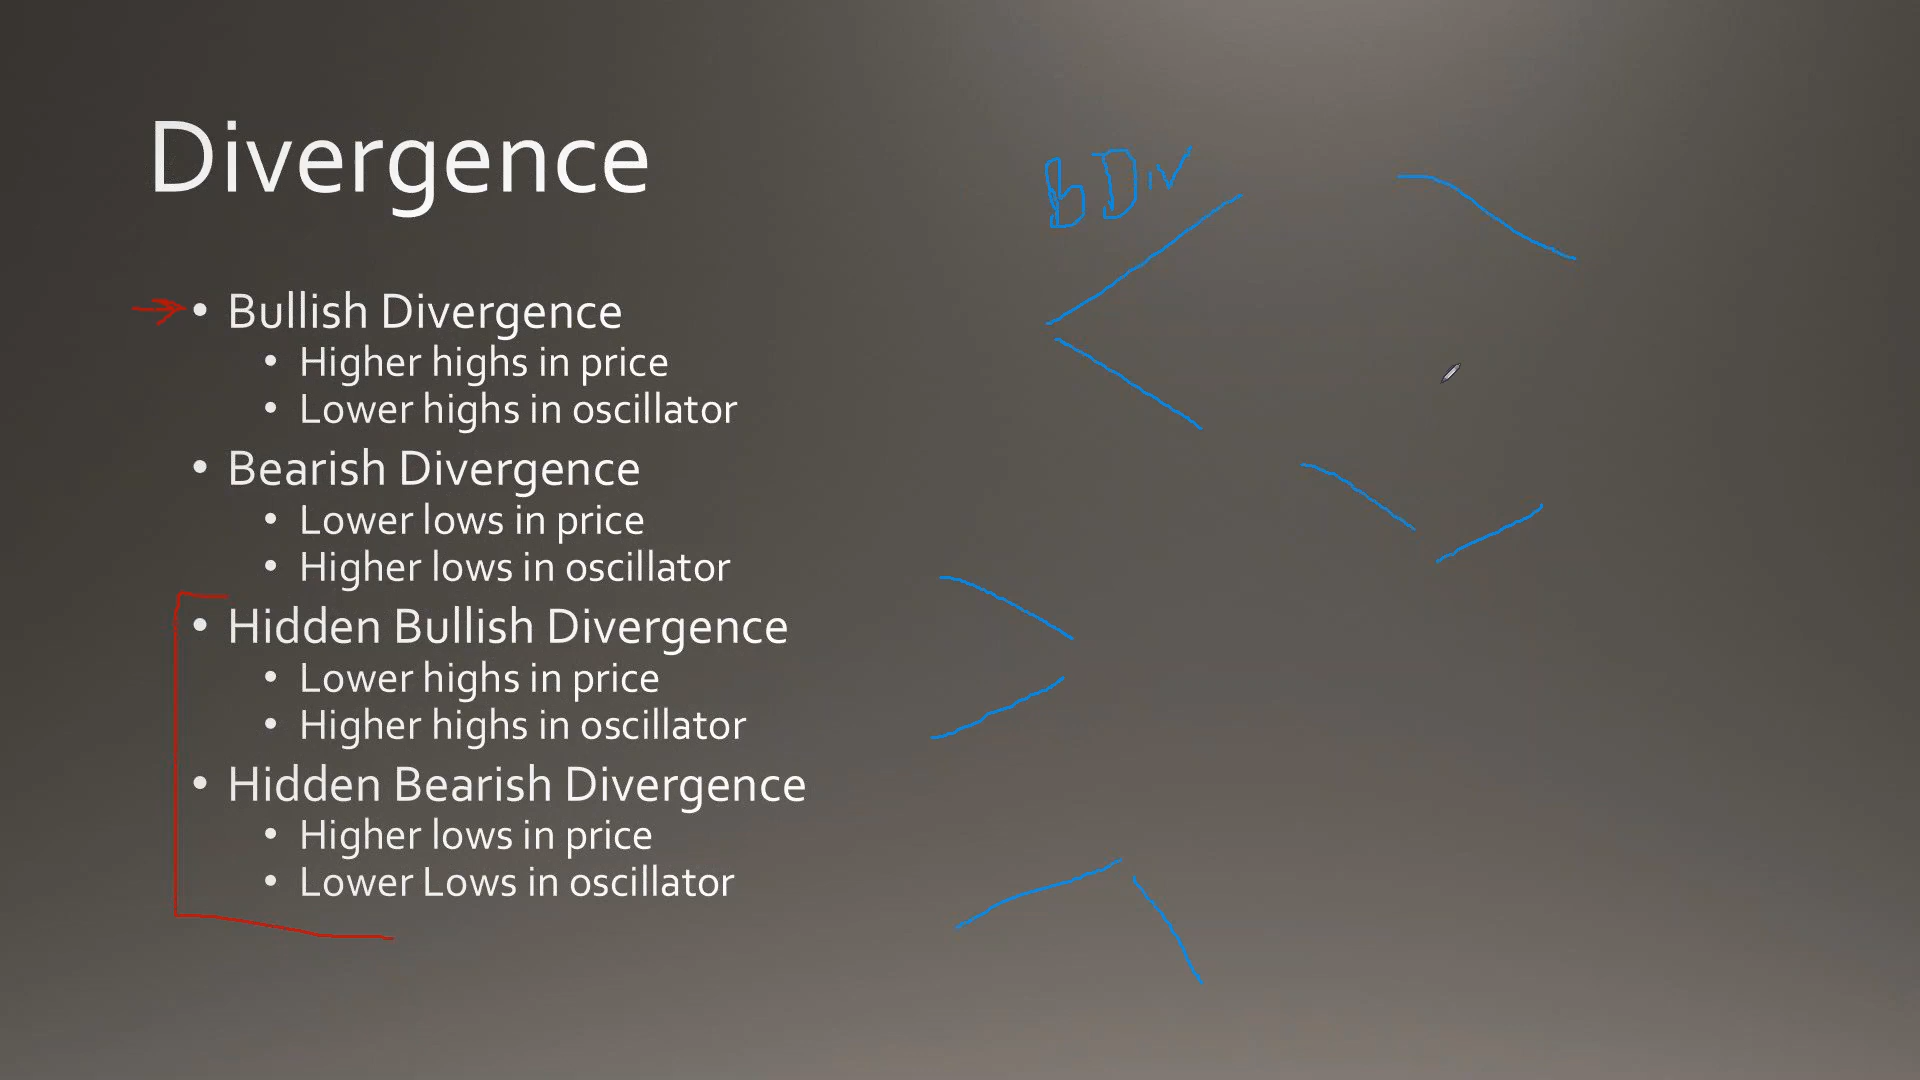 Divergence
BDiv
• Bullish Divergence
• Higher highs in price
• Lower highs in oscillator
• Bearish Divergence
• Lower lows in price
• Higher lows in oscillator
• Hidden Bullish Divergence
• Lower highs in price
• Higher highs in oscillator
• Hidden Bearish Divergence
• Higher lows in price
• Lower Lows in oscillator